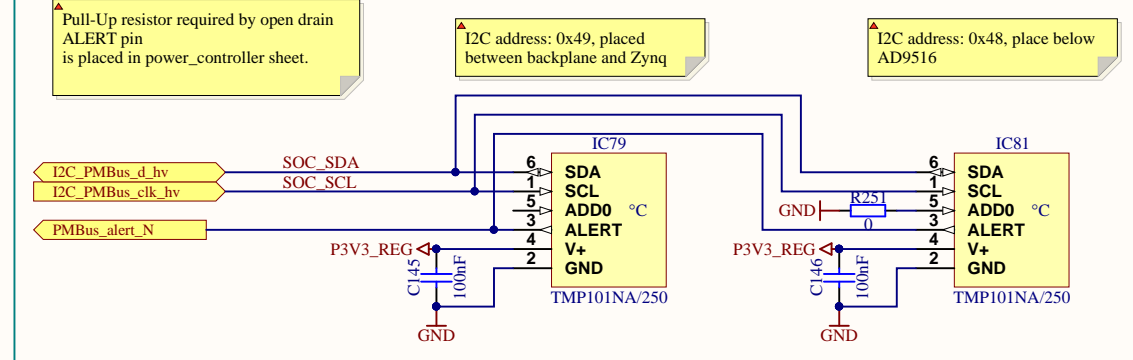 Pull-Up resistor required by open drain
ALERT pin
is placed in power_controller sheet.
I2C address: 0x49, placed
between backplane and Zynq
I2C address: 0x48, place below
AD9516
I2C_PMBus_d_hv
I2C_PMBus_clk_hv
PMBus_alert_N
SOC_SDA
SOC_SCL
IC79
6 SDA
1 SCL
5 ADD0 °C
3 ALERT
4 V+
2 GND
TMP101NA/250
P3V3_REG
C145
100nF
GND
IC81
6 SDA
1 SCL
5 ADD0 °C
3 ALERT
4 V+
2 GND
TMP101NA/250
GND
R251
0
P3V3_REG
C146
100nF
GND